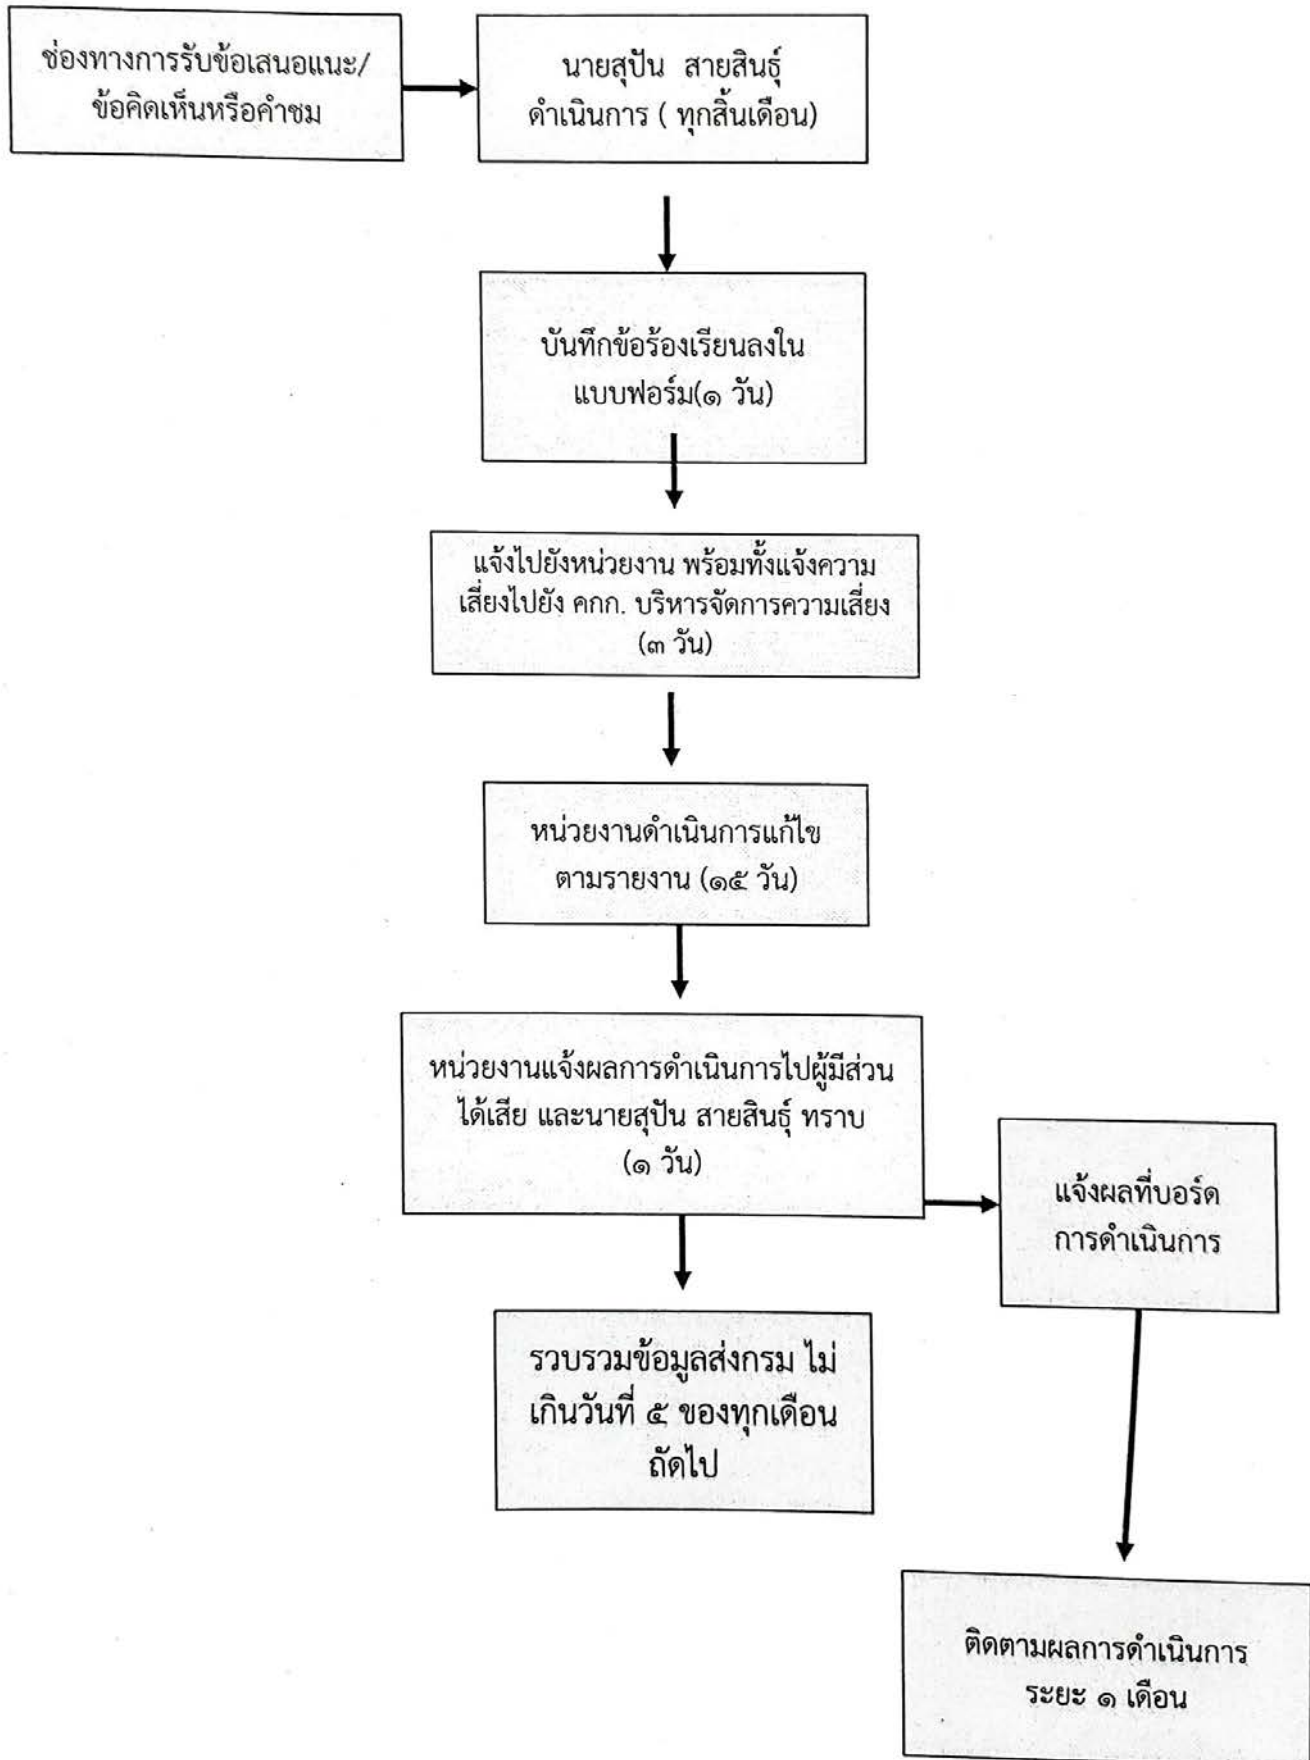 ช่องทางการรับข้อเสนอแนะ/
ข้อคิดเห็นหรือคำชม
นายสุปัน สายสินธุ์
ดำเนินการ ( ทุกสิ้นเดือน)
บันทึกข้อร้องเรียนลงใน
แบบฟอร์ม(๑ วัน)
แจ้งไปยังหน่วยงาน พร้อมทั้งแจ้งความ
เสี่ยงไปยัง คกก. บริหารจัดการความเสี่ยง
(๓ วัน)
หน่วยงานดำเนินการแก้ไข
ตามรายงาน (๑๕ วัน)
หน่วยงานแจ้งผลการดำเนินการไปผู้มีส่วน
ได้เสีย และนายสุปัน สายสินธุ์ ทราบ
(๑ วัน)
แจ้งผลที่บอร์ด
การดำเนินการ
รวบรวมข้อมูลส่งกรม ไม่
เกินวันที่ ๕ ของทุกเดือน
ถัดไป
ติดตามผลการดำเนินการ
ระยะ ๑ เดือน